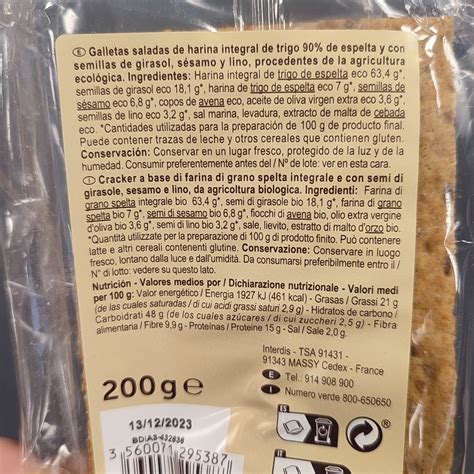 E Galletas saladas de harina integral de trigo 90% de espelta y con
semillas de girasol, sésamo y lino, procedentes de la agricultura
ecológica. Ingredientes: Harina integral de trigo de espelta eco 63,4 g*,
semillas de girasol eco 18,1 g*, harina de trigo de espelta eco 7 g*, semillas de
sésamo eco 6,8 g*, copos de avena eco, aceite de oliva virgen extra eco 3,6 g*,
semillas de lino eco 3,2 g*, sal marina, levadura, extracto de malta de cebada
eco. *Cantidades utilizadas para la preparación de 100 g de producto final.
Puede contener trazas de leche y otros cereales que contienen gluten.
Conservación: Conservar en un lugar fresco, protegido de la luz y de la
humedad. Consumir preferentemente antes del / Nº de lote: ver en esta cara.
I Cracker a base di farina di grano spelta integrale e con semi di
girasole, sesamo e lino, da agricoltura biologica. Ingredienti: Farina di
grano spelta integrale bio 63,4 g*, semi di girasole bio 18,1 g*, farina di grano
spelta bio 7 g*, semi di sesamo bio 6,8 g*, fiocchi di avena bio, olio extra vergine
d'oliva bio 3,6 g*, semi di lino bio 3,2 g*, sale, lievito, estratto di malto d'orzo bio.
*Quantità utilizzate per la preparazione di 100 g di prodotto finito. Può contenere
latte e altri cereali contenenti glutine. Conservazione: Conservare in luogo
fresco, lontano dalla luce e dall'umidità. Da consumarsi preferibilmente entro il /
N° di lotto: vedere su questo lato.
Nutrición - Valores medios por / Dichiarazione nutrizionale - Valori medi
per 100 g: Valor energético / Energia 1927 kJ (461 kcal) - Grasas / Grassi 21 g
(de las cuales saturadas / di cui acidi grassi saturi 2,9 g) - Hidratos de carbono /
Carboidrati 48 g (de los cuales azúcares / di cui zuccheri 2,5 g) - Fibra
alimentaria / Fibre 9,9 g - Proteínas / Proteine 15 g - Sal / Sale 2,0 g.
Interdis - TSA 91431 -
91343 MASSY Cedex - France
E Tel.: 914 908 900
I Numero verde 800-650650
200 g e
13/12/2023
BDIAS-432836
3 560071 295387
ES